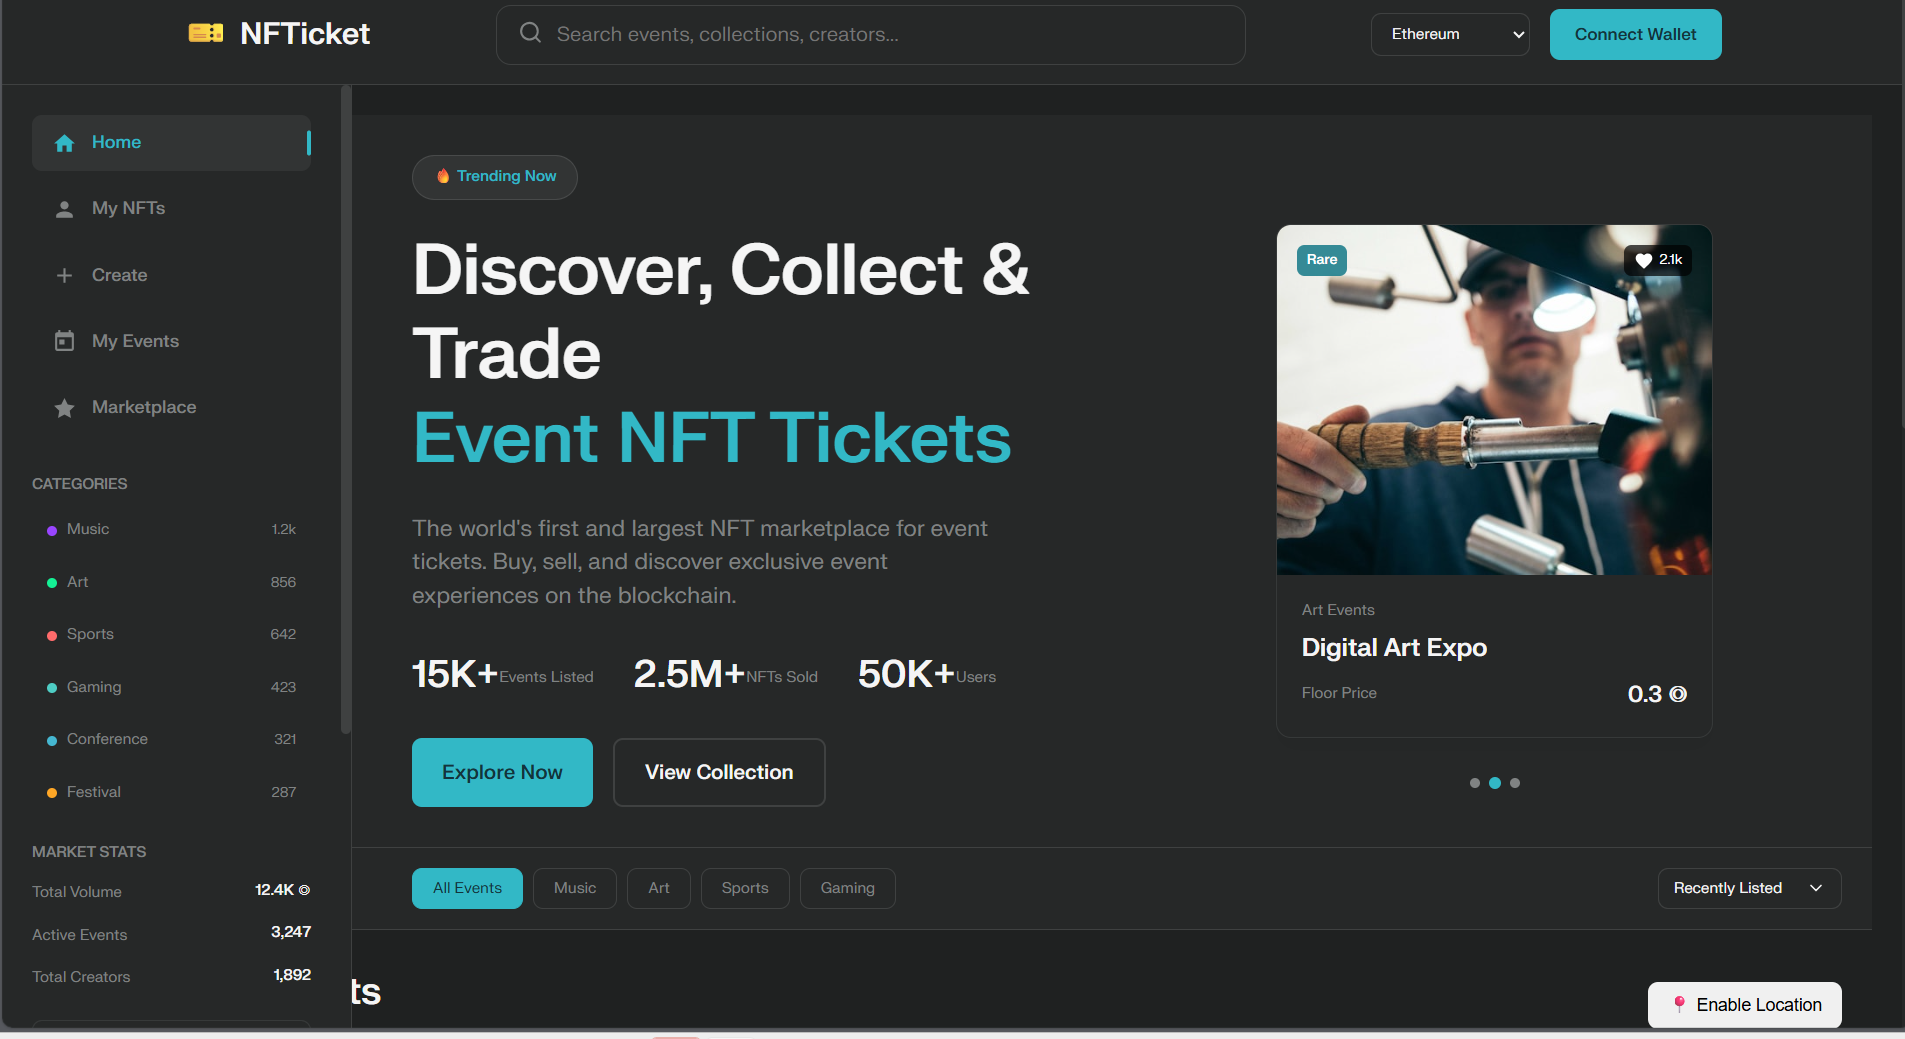 NFTicket
Search events, collections, creators...
Ethereum
Connect Wallet
Home
My NFTs
Create
My Events
Marketplace
CATEGORIES
Music 1.2k
Art 856
Sports 642
Gaming 423
Conference 321
Festival 287
MARKET STATS
Total Volume 12.4K
Active Events 3,247
Total Creators 1,892
Trending Now
Discover, Collect &
Trade
Event NFT Tickets
The world's first and largest NFT marketplace for event
tickets. Buy, sell, and discover exclusive event
experiences on the blockchain.
15K+ Events Listed 2.5M+ NFTs Sold 50K+ Users
Explore Now
View Collection
Rare
2.1k
Art Events
Digital Art Expo
Floor Price 0.3
All Events Music Art Sports Gaming
Recently Listed
ts
Enable Location